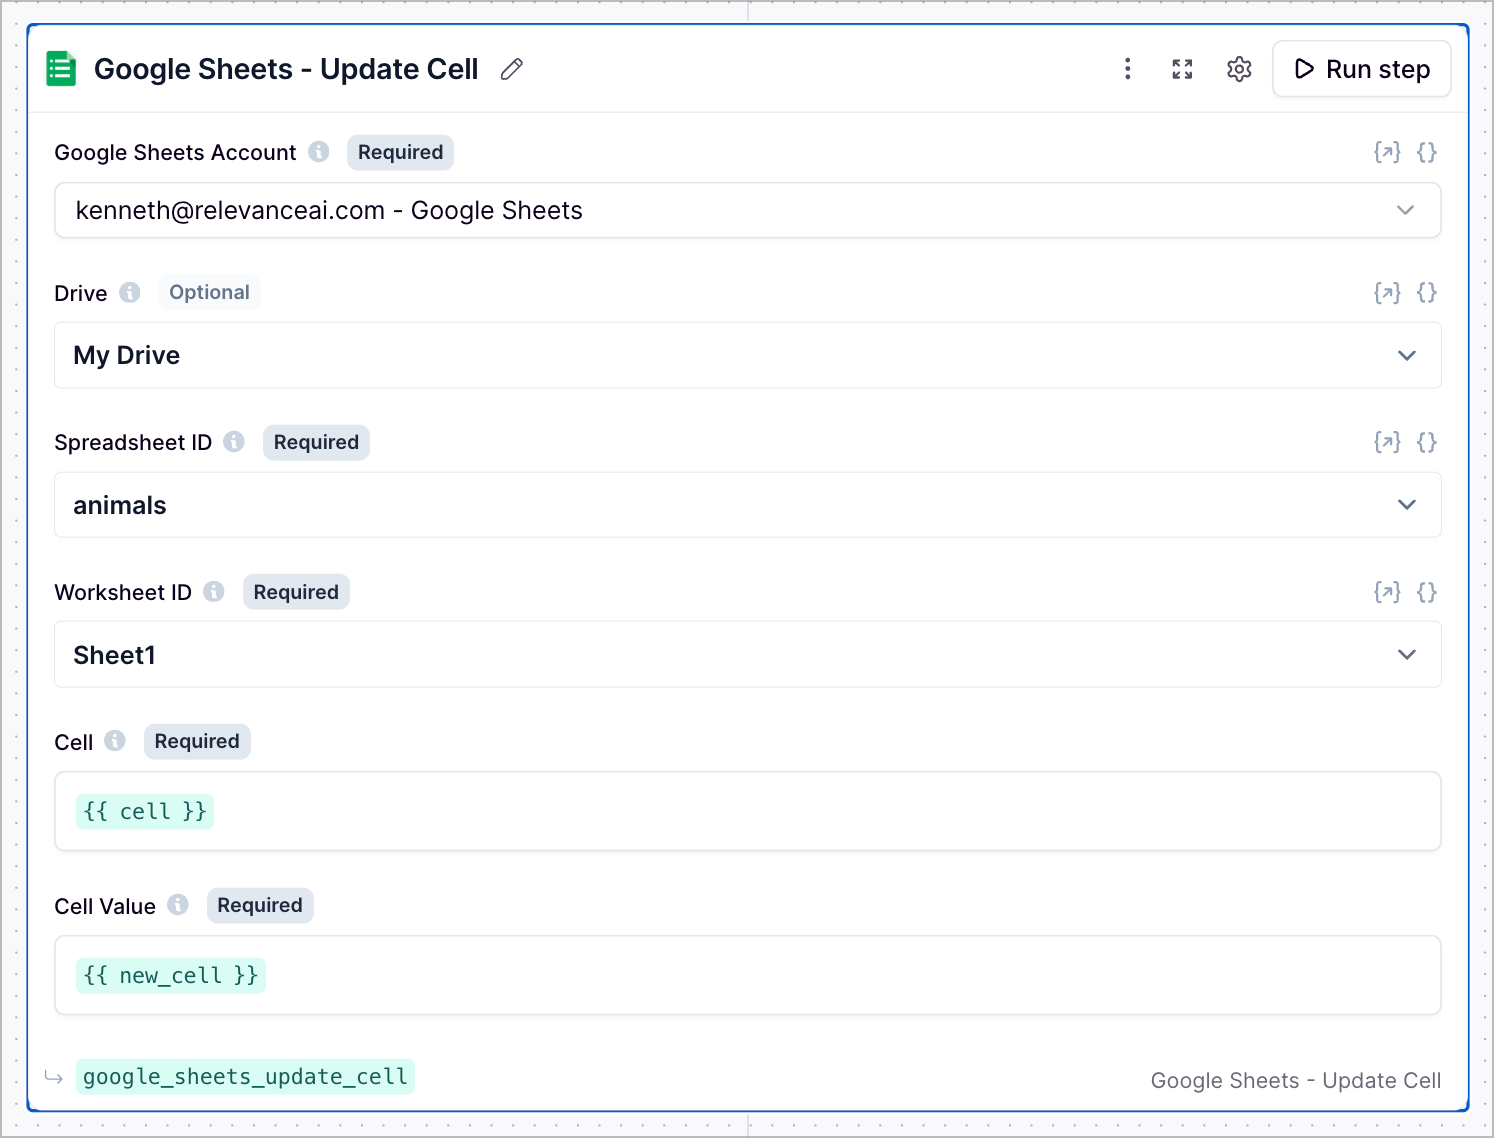 Google Sheets - Update Cell
Run step
Google Sheets Account Required
kenneth@relevanceai.com - Google Sheets
Drive Optional
My Drive
Spreadsheet ID Required
animals
Worksheet ID Required
Sheet1
Cell Required
{{ cell }}
Cell Value Required
{{ new_cell }}
google_sheets_update_cell
Google Sheets - Update Cell